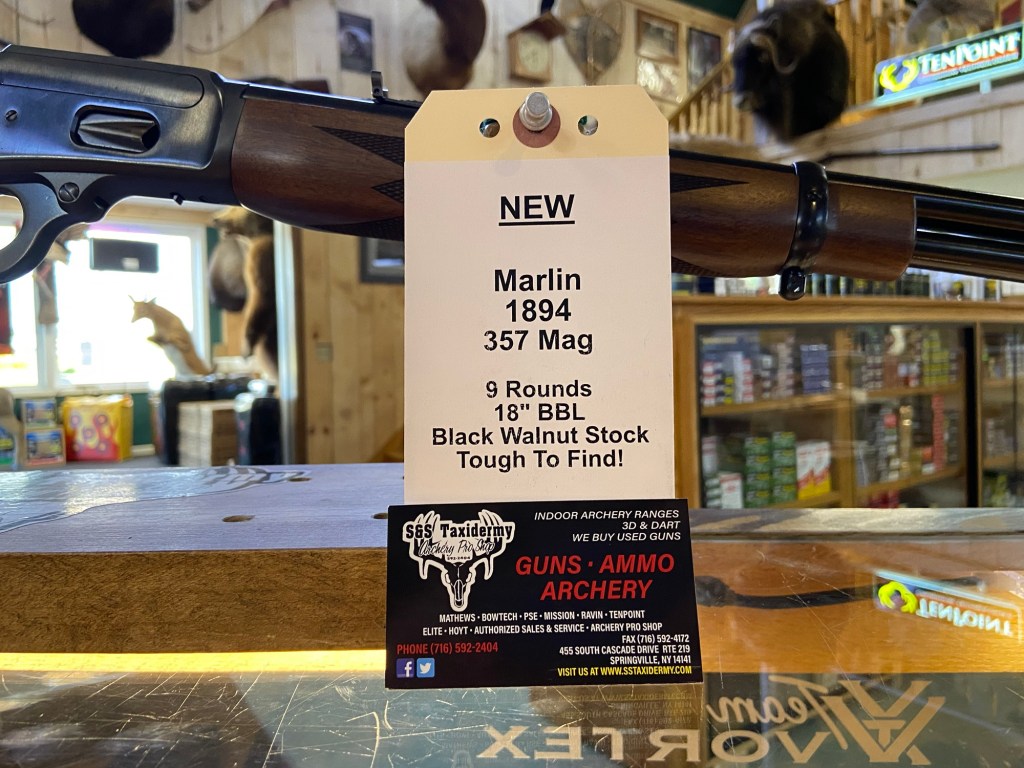 TENPOINT
NEW
Marlin
1894
357 Mag
9 Rounds
18" BBL
Black Walnut Stock
Tough To Find!
S&S Taxidermy
Archery Pro Shop
INDOOR ARCHERY RANGES
3D & DART
WE BUY USED GUNS
GUNS · AMMO
ARCHERY
MATHEWS · BOWTECH · PSE · MISSION · RAVIN · TENPOINT
ELITE · HOYT · AUTHORIZED SALES & SERVICE · ARCHERY PRO SHOP
PHONE (716) 592-2404
FAX (716) 592-4172
455 SOUTH CASCADE DRIVE RTE 219
SPRINGVILLE, NY 14141
VISIT US AT WWW.SSTAXIDERMY.COM
TENPOINT
Team
VORTEX